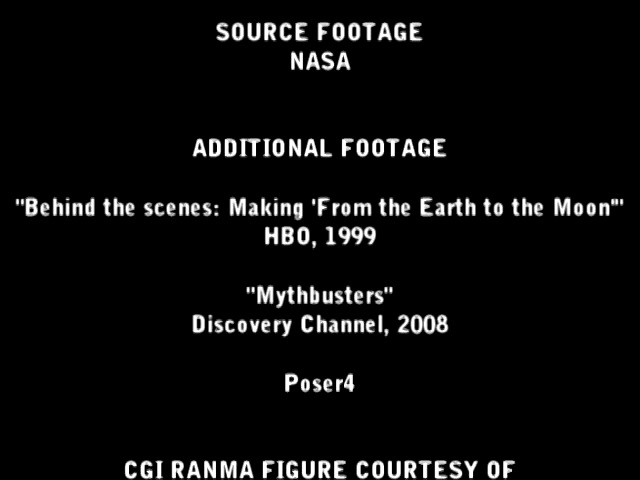 SOURCE FOOTAGE
NASA
ADDITIONAL FOOTAGE
"Behind the scenes: Making 'From the Earth to the Moon'"
HBO, 1999
"Mythbusters"
Discovery Channel, 2008
Poser4
CGI RANMA FIGURE COURTESY OF